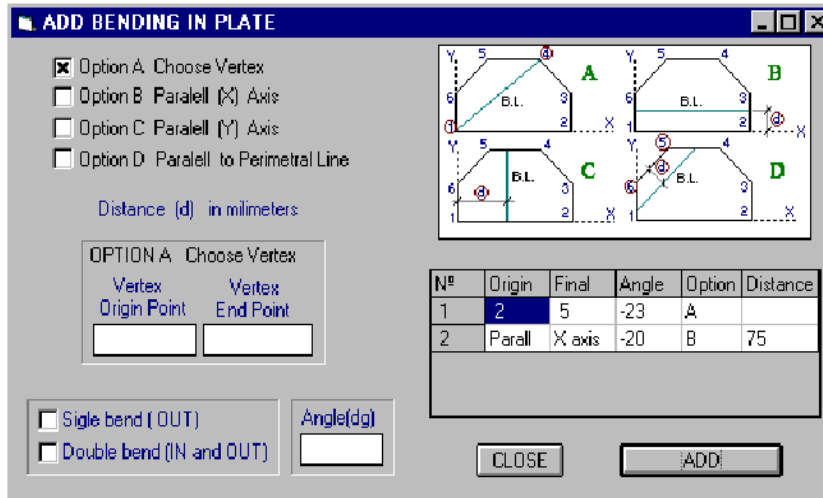 ADD BENDING IN PLATE
Option A Choose Vertex
Option B Paralell (X) Axis
Option C Paralell (Y) Axis
Option D Paralell to Perimetral Line
Distance (d) in milimeters
OPTION A Choose Vertex
Vertex Origin Point
Vertex End Point
Sigle bend ( OUT)
Double bend (IN and OUT)
Angle(dg)
Y 5 4 6 3 B.L. 1 2 X A
5 4 6 3 B.L. 1 2 d X B
Y 5 4 6 3 d B.L. 1 2 X C
Y 5 4 6 3 d B.L. 1 2 X D
Nº Origin Final Angle Option Distance
1 2 5 -23 A
2 Parall X axis -20 B 75
CLOSE
ADD